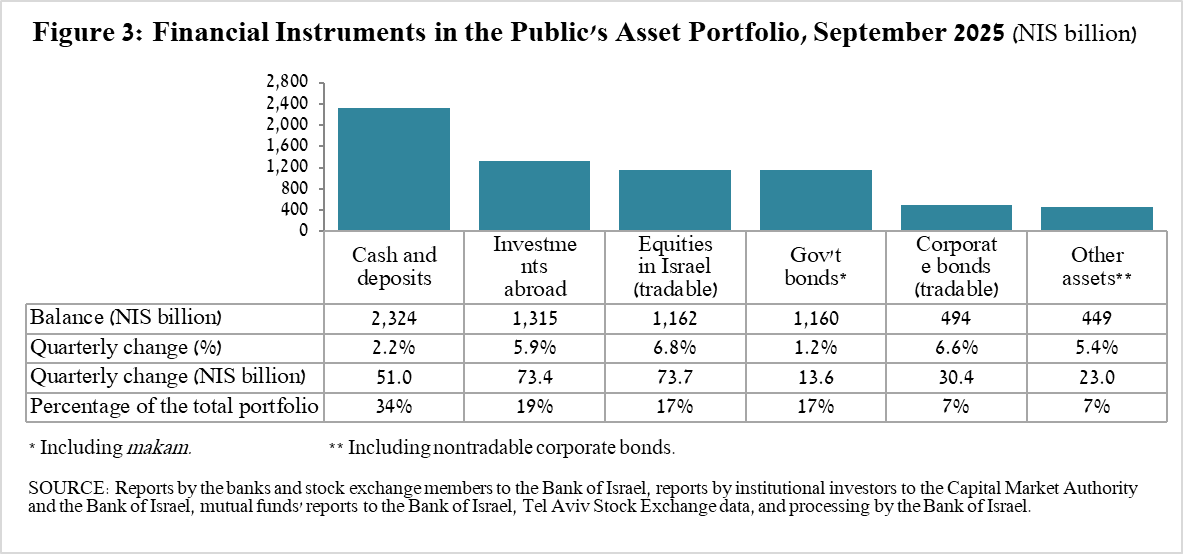 Figure 3: Financial Instruments in the Public's Asset Portfolio, September 2025 (NIS billion)
2,800
2,400
2,000
1,600
1,200
800
400
0
Cash and
deposits
Investme
nts
abroad
Equities
in Israel
(tradable)
Gov't
bonds*
Corporat
e bonds
(tradable)
Other
assets**
Balance (NIS billion) 2,324 1,315 1,162 1,160 494 449
Quarterly change (%) 2.2% 5.9% 6.8% 1.2% 6.6% 5.4%
Quarterly change (NIS billion) 51.0 73.4 73.7 13.6 30.4 23.0
Percentage of the total portfolio 34% 19% 17% 17% 7% 7%
* Including makam. ** Including nontradable corporate bonds.
SOURCE: Reports by the banks and stock exchange members to the Bank of Israel, reports by institutional investors to the Capital Market Authority
and the Bank of Israel, mutual funds' reports to the Bank of Israel, Tel Aviv Stock Exchange data, and processing by the Bank of Israel.